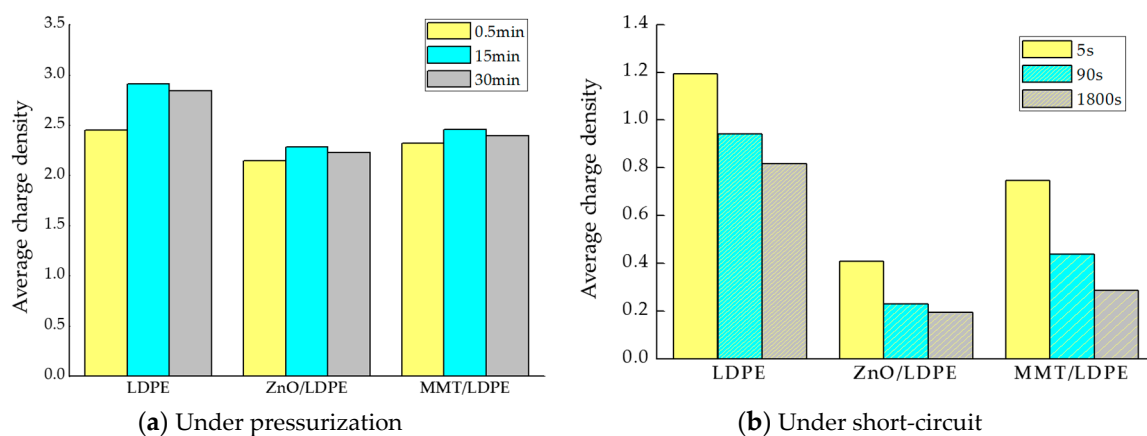 3.5
3.0
2.5
2.0
1.5
1.0
0.5
0.0
Average charge density
0.5min
15min
30min
LDPE ZnO/LDPE MMT/LDPE
(a) Under pressurization
1.4
1.2
1.0
0.8
0.6
0.4
0.2
0.0
Average charge density
5s
90s
1800s
LDPE ZnO/LDPE MMT/LDPE
(b) Under short-circuit